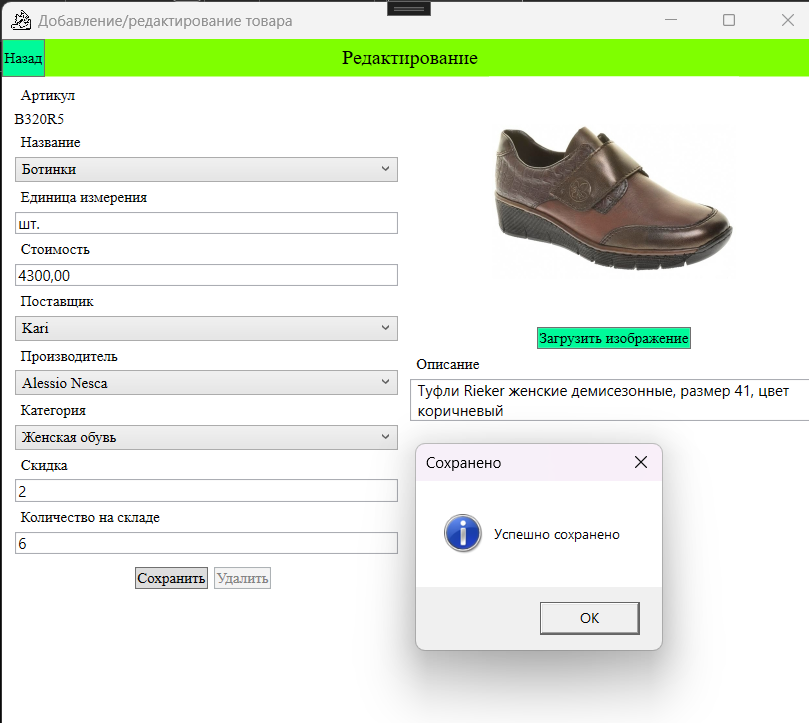 Добавление/редактирование товара
Назад
Редактирование
Артикул
B320R5
Название
Ботинки
Единица измерения
шт.
Стоимость
4300,00
Поставщик
Kari
Производитель
Alessio Nesca
Категория
Женская обувь
Скидка
2
Количество на складе
6
Сохранить Удалить
Загрузить изображение
Описание
Туфли Rieker женские демисезонные, размер 41, цвет
коричневый
Сохранено
Успешно сохранено
ОК